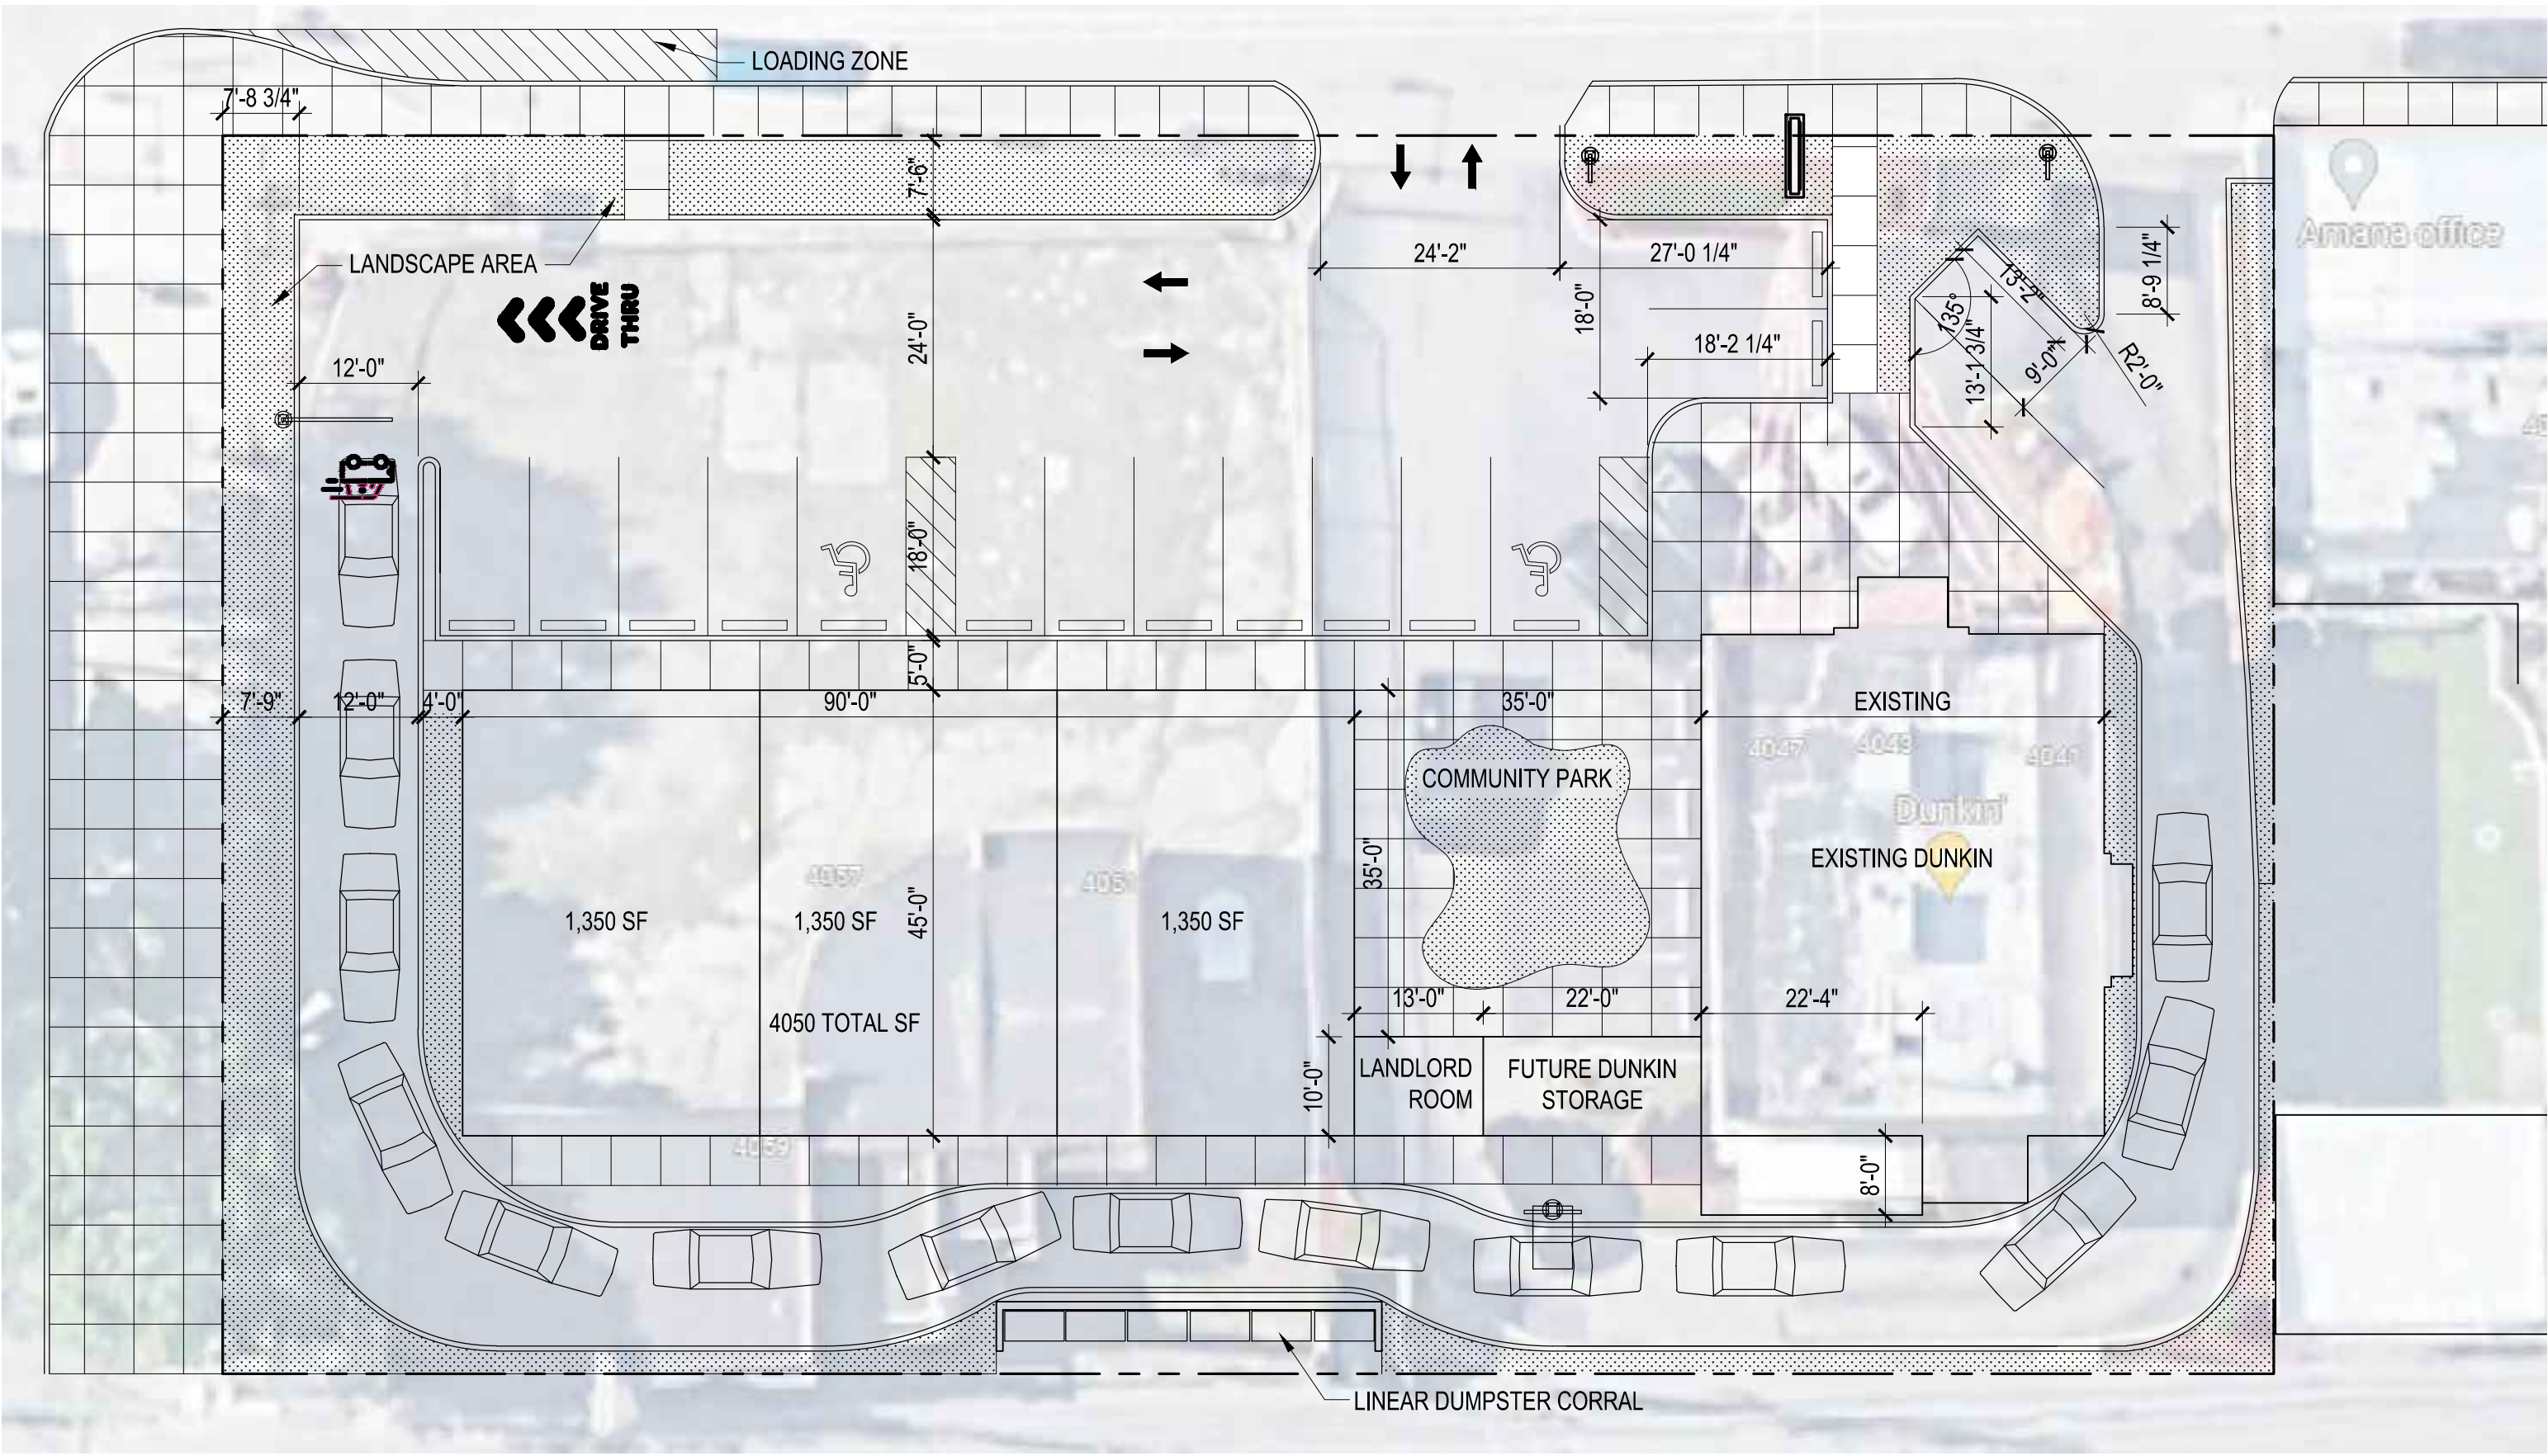 LOADING ZONE
7'-8 3/4"
7'-6"
Amana office
LANDSCAPE AREA
DRIVE
THRU
24'-2"
27'-0 1/4"
18'-0"
18'-2 1/4"
13'-2"
8'-9 1/4"
135°
13'-1 3/4"
9'-0"
R2'-0"
24'-0"
12'-0"
18'-0"
5'-0"
7'-9"
12'-0"
4'-0"
90'-0"
35'-0"
EXISTING
4047
4043
COMMUNITY PARK
Dunkin'
EXISTING DUNKIN
35'-0"
4057
1,350 SF
1,350 SF
45'-0"
1,350 SF
13'-0"
22'-0"
22'-4"
4050 TOTAL SF
10'-0"
LANDLORD
ROOM
FUTURE DUNKIN
STORAGE
4059
8'-0"
LINEAR DUMPSTER CORRAL